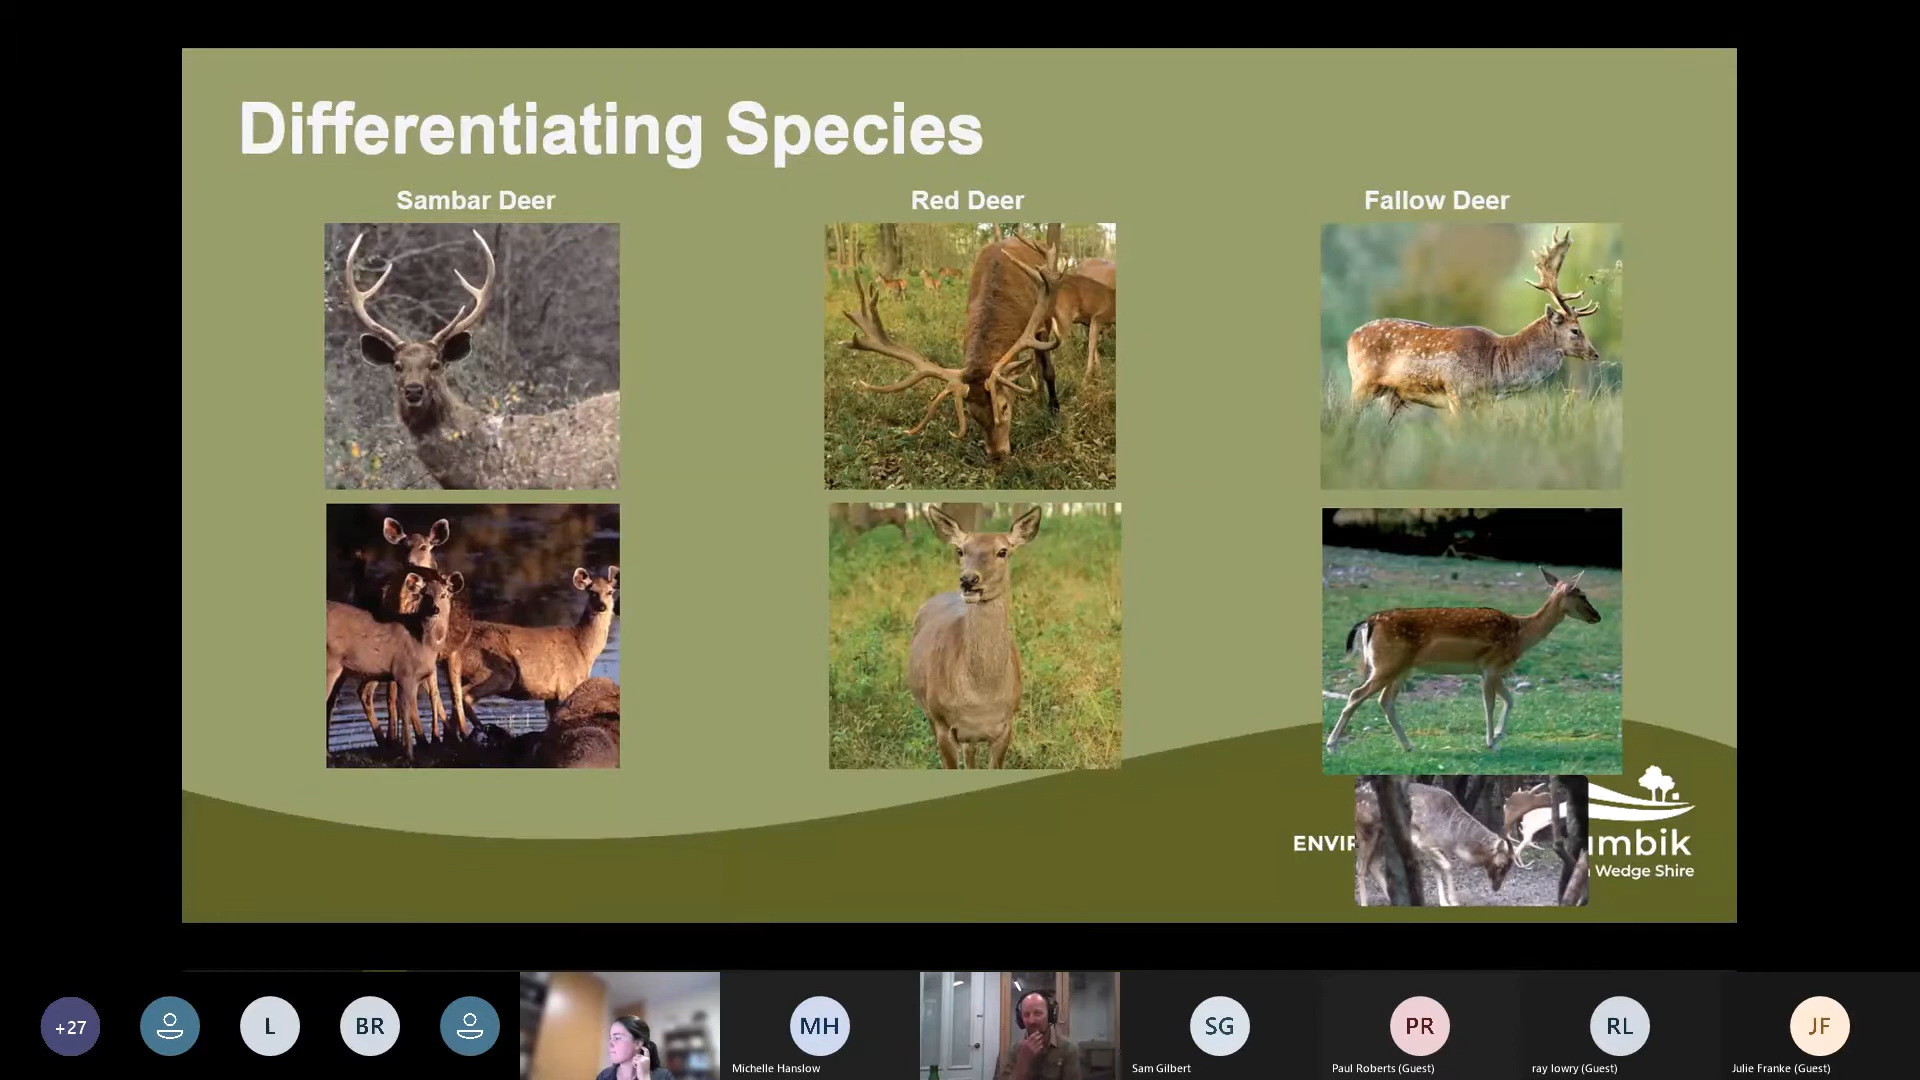 Differentiating Species
Sambar Deer
Red Deer
Fallow Deer
ENVIR
umbik
Wedge Shire
+27
L
BR
MH
SG
PR
RL
JF
Michelle Hanslow
Sam Gilbert
Paul Roberts (Guest)
ray lowry (Guest)
Julie Franke (Guest)